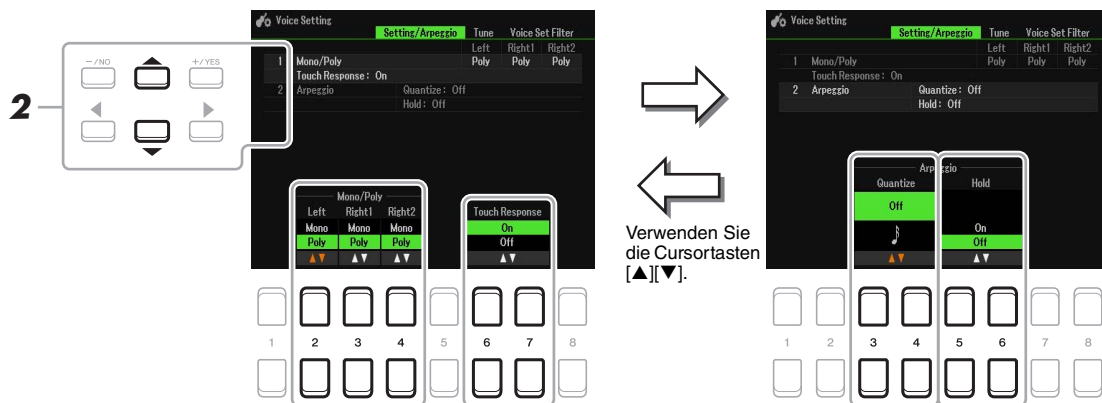 2
−/NO
+/YES
Voice Setting
Setting/Arpeggio Tune Voice Set Filter
Left Right1 Right2
1 Mono/Poly Poly Poly Poly
Touch Response: On
2 Arpeggio Quantize: Off
Hold: Off
Mono/Poly
Left Right1 Right2
Mono Mono Mono
Poly Poly Poly
Touch Response
On
Off
1 2 3 4 5 6 7 8
Verwenden Sie
die Cursortasten
[▲][▼].
Voice Setting
Setting/Arpeggio Tune Voice Set Filter
Left Right1 Right2
1 Mono/Poly Poly Poly Poly
Touch Response: On
2 Arpeggio Quantize: Off
Hold: Off
Arpeggio
Quantize Hold
Off
On
Off
1 2 3 4 5 6 7 8